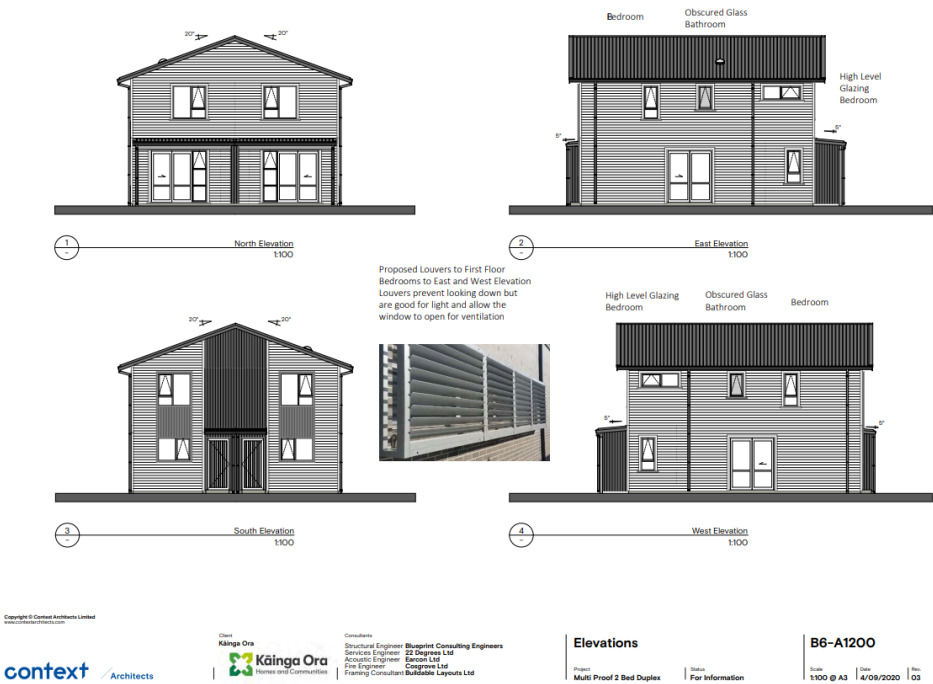 Bedroom
Obscured Glass
Bathroom
20°
20°
High Level
Glazing
Bedroom
5°
5°
1
-
North Elevation
1:100
2
-
East Elevation
1:100
Proposed Louvers to First Floor
Bedrooms to East and West Elevation
Louvers prevent looking down but
are good for light and allow the
window to open for ventilation
High Level Glazing
Bedroom
Obscured Glass
Bathroom
Bedroom
20°
20°
5°
5°
3
-
South Elevation
1:100
4
-
West Elevation
1:100
Copyright © Context Architects Limited
www.contextarchitects.com
context / Architects
Client
Kāinga Ora
Kāinga Ora
Homes and Communities
Consultants
Structural Engineer Blueprint Consulting Engineers
Services Engineer 22 Degrees Ltd
Acoustic Engineer Earcon Ltd
Fire Engineer Cosgrove Ltd
Framing Consultant Buildable Layouts Ltd
Elevations
Project
Multi Proof 2 Bed Duplex
Status
For Information
B6-A1200
Scale
1:100 @ A3
Date
4/09/2020
Rev.
03